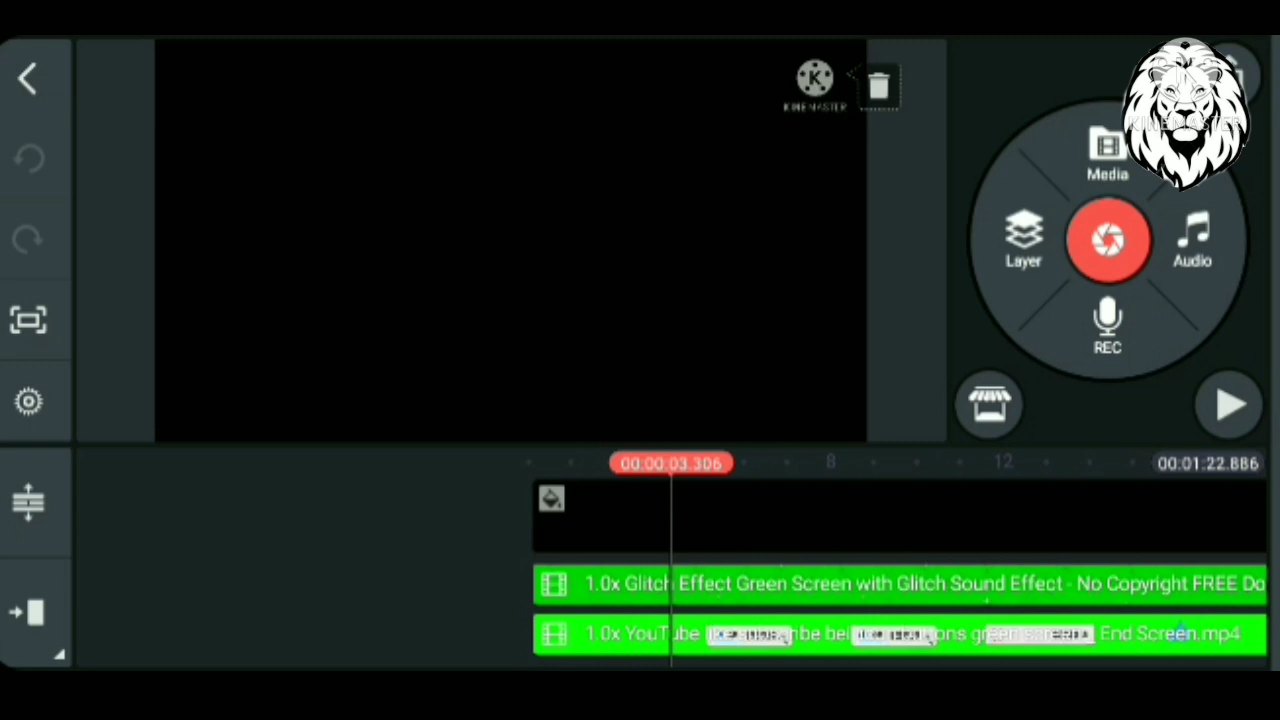 KINEMASTER
KINEMASTER
Media
Layer
Audio
REC
00:00:03.306
8
12
00:01:22.886
1.0x Glitch Effect Green Screen with Glitch Sound Effect - No Copyright FREE Do
1.0x YouTube End Screen.mp4